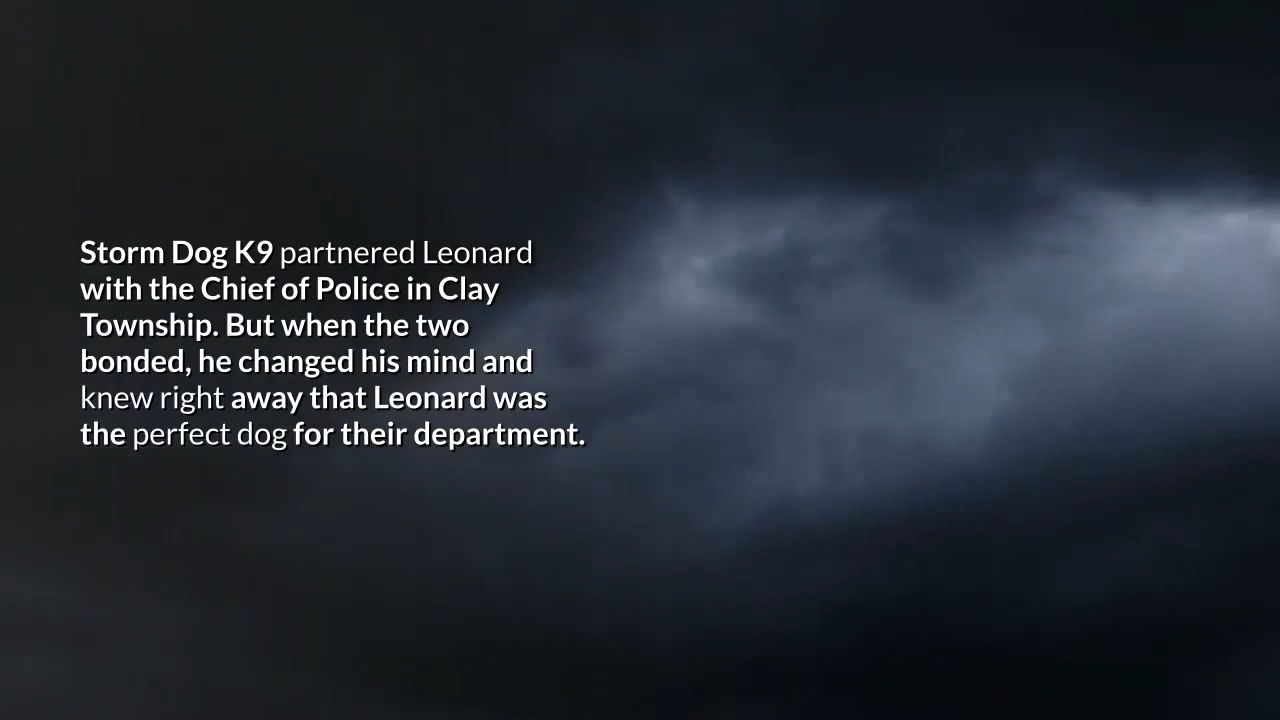 Storm Dog K9 partnered Leonard
with the Chief of Police in Clay
Township. But when the two
bonded, he changed his mind and
knew right away that Leonard was
the perfect dog for their department.